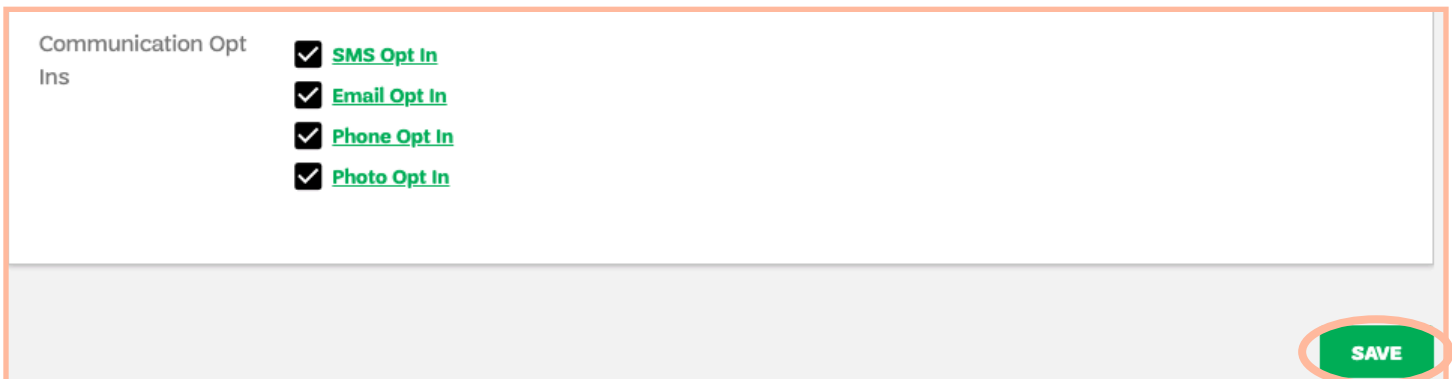 Communication Opt
Ins
SMS Opt In
Email Opt In
Phone Opt In
Photo Opt In
SAVE